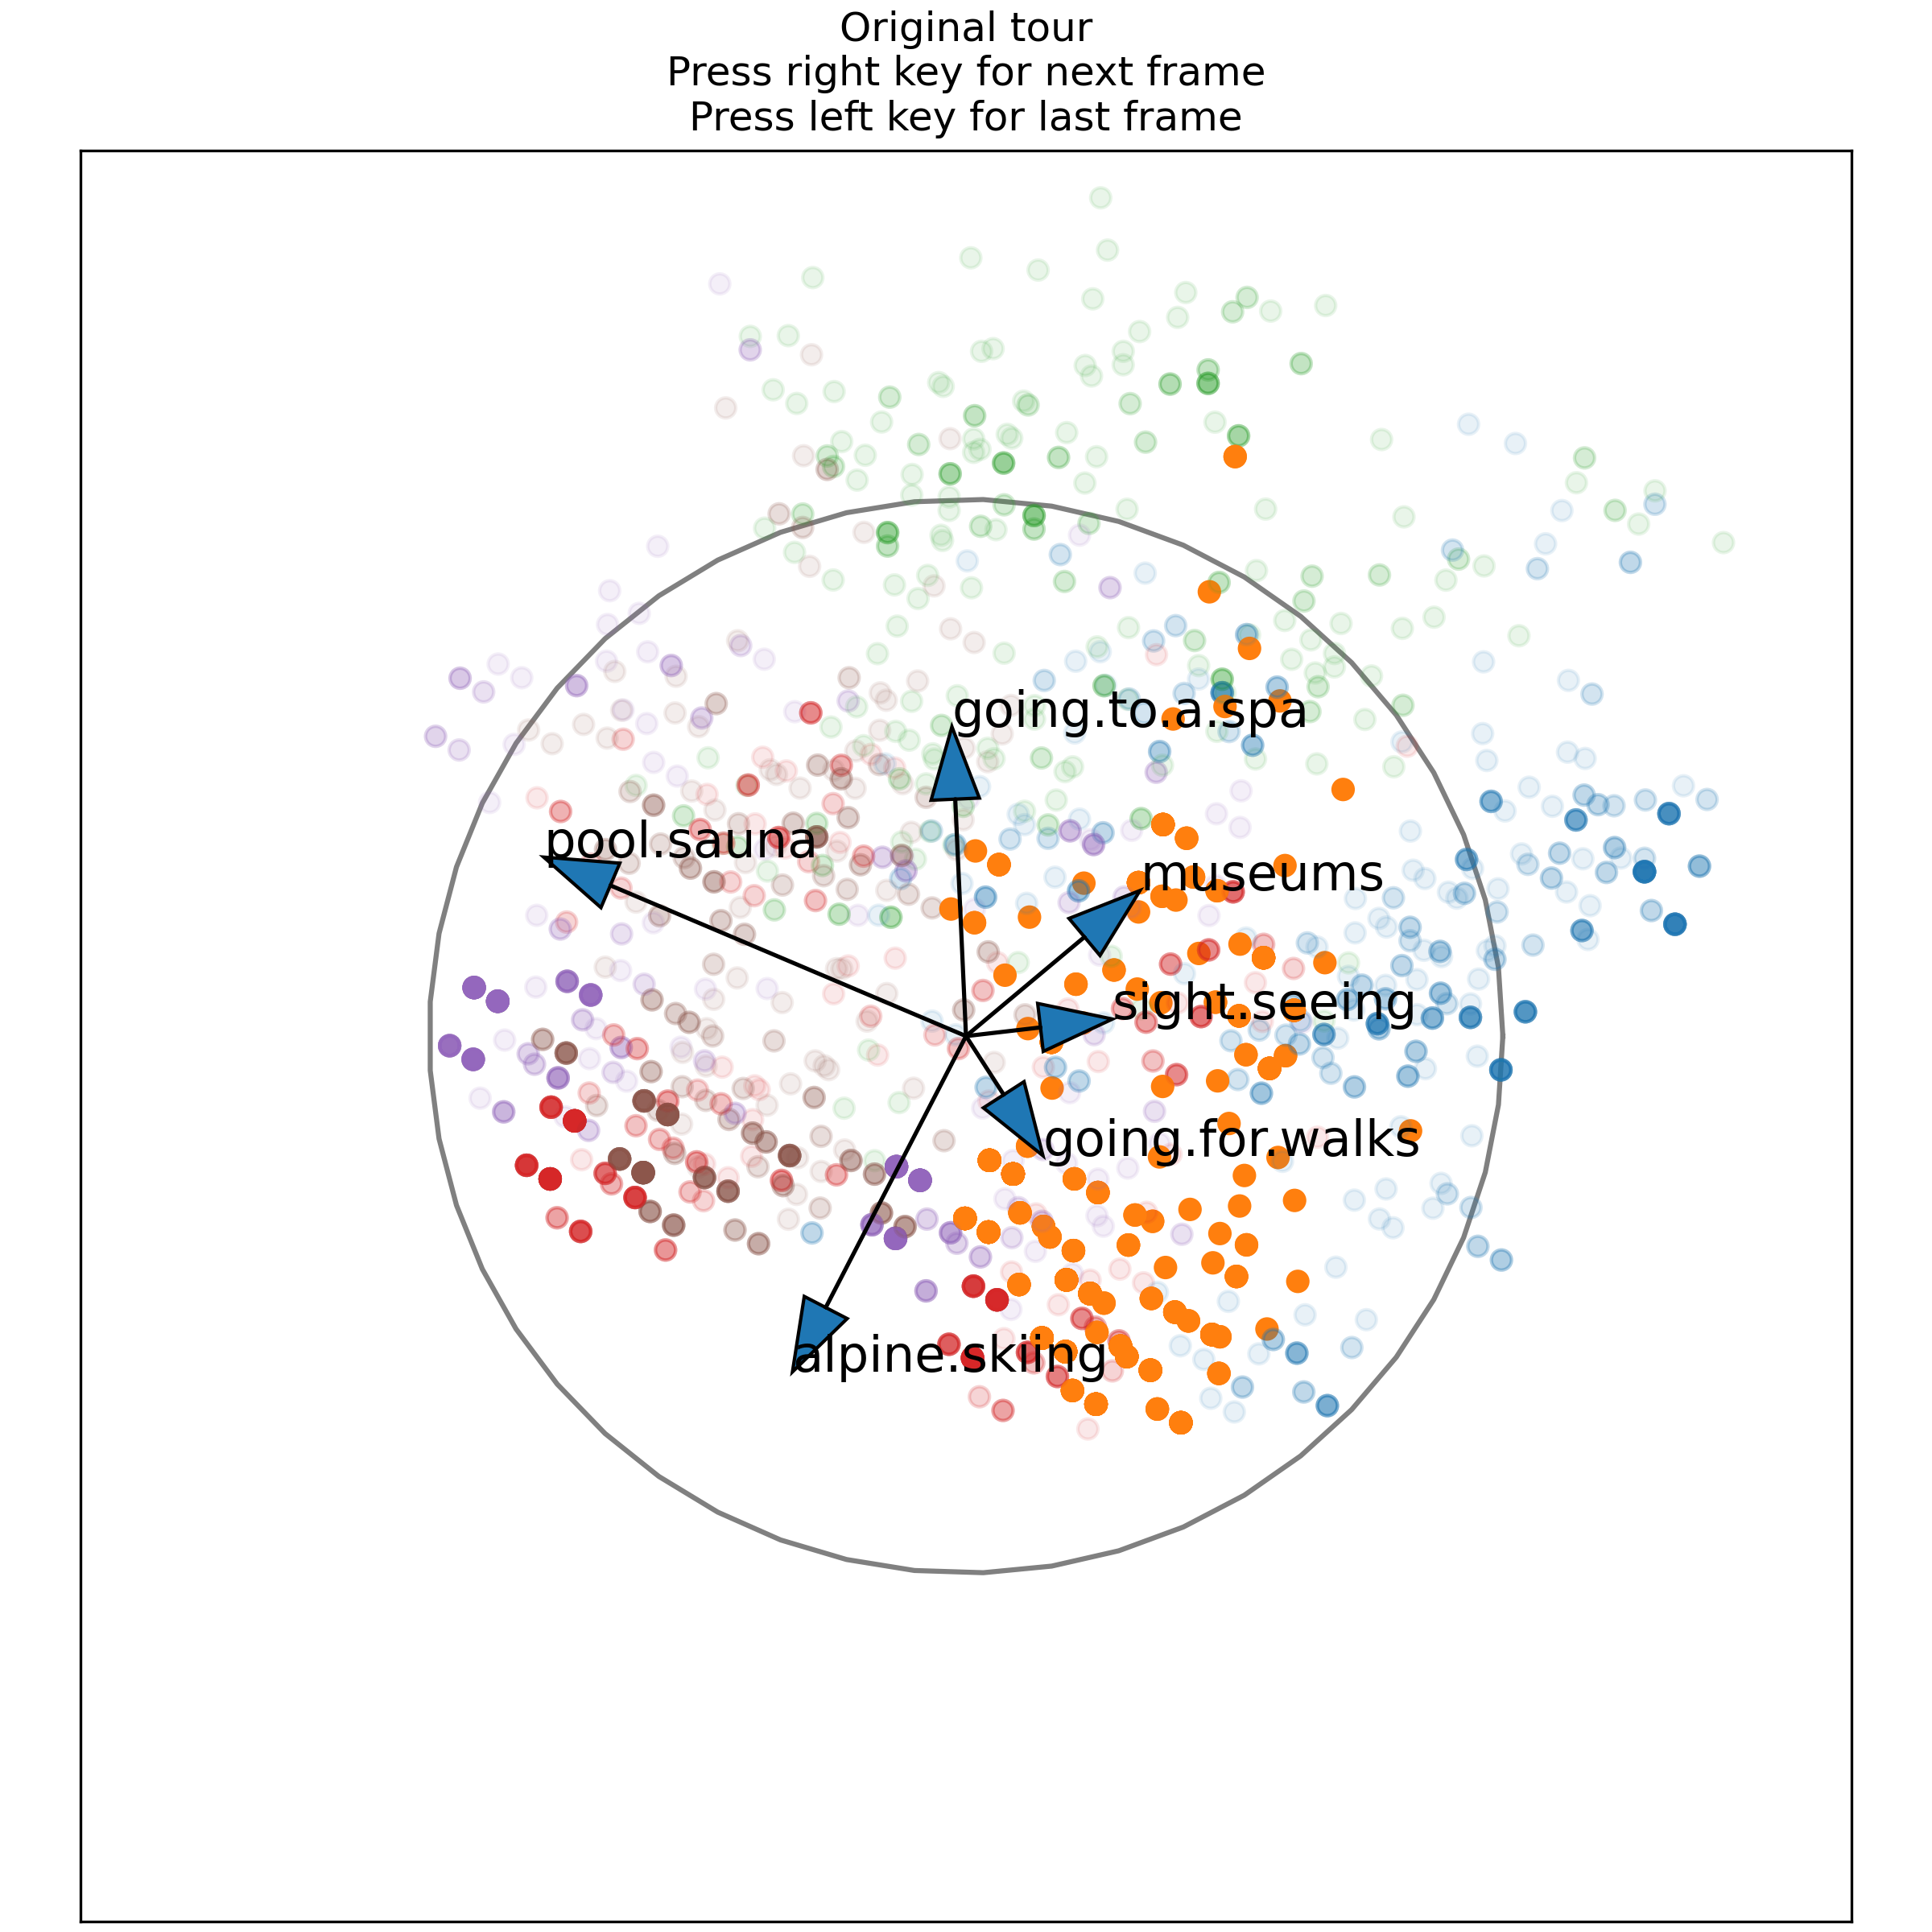 Original tour
Press right key for next frame
Press left key for last frame
going.to.a.spa
pool.sauna
museums
sight.seeing
going.for.walks
alpine.skiing